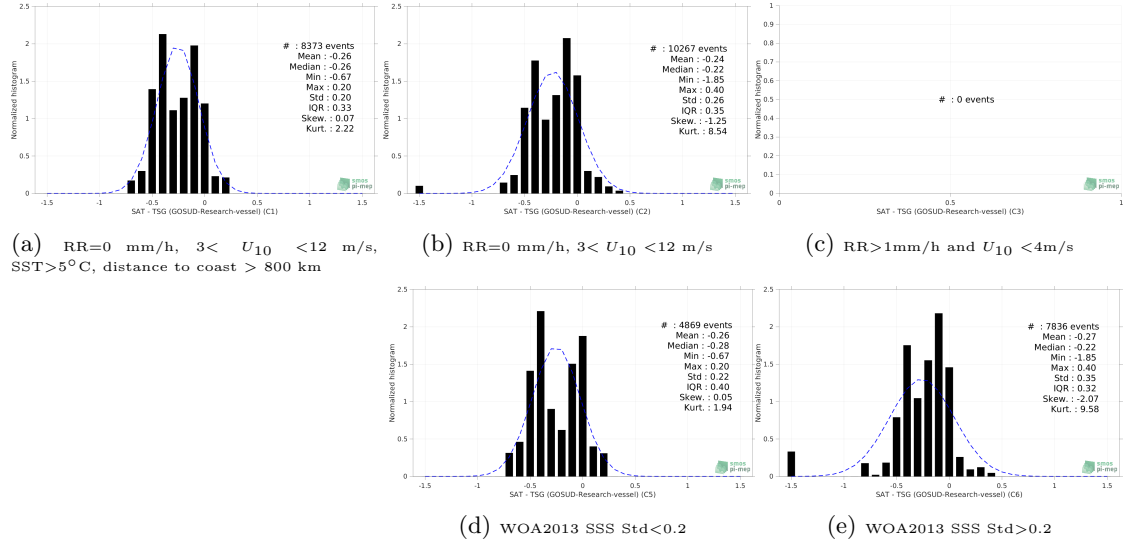 # : 8373 events
Mean : -0.26
Median : -0.26
Min : -0.67
Max : 0.20
Std : 0.20
IQR : 0.33
Skew. : 0.07
Kurt. : 2.22
Normalized histogram
2.5
2
1.5
1
0.5
0
-1.5 -1 -0.5 0 0.5 1 1.5
SAT - TSG (GOSUD-Research-vessel) (C1)
smos
pi-mep
(a) RR=0 mm/h, 3< U10 <12 m/s,
SST>5°C, distance to coast > 800 km
# : 10267 events
Mean : -0.24
Median : -0.22
Min : -1.85
Max : 0.40
Std : 0.26
IQR : 0.35
Skew. : -1.25
Kurt. : 8.54
Normalized histogram
2.5
2
1.5
1
0.5
0
-1.5 -1 -0.5 0 0.5 1 1.5
SAT - TSG (GOSUD-Research-vessel) (C2)
smos
pi-mep
(b) RR=0 mm/h, 3< U10 <12 m/s
# : 0 events
Normalized histogram
1
0.9
0.8
0.7
0.6
0.5
0.4
0.3
0.2
0.1
0
0 0.5 1
SAT - TSG (GOSUD-Research-vessel) (C3)
smos
pi-mep
(c) RR>1mm/h and U10 <4m/s
# : 4869 events
Mean : -0.26
Median : -0.28
Min : -0.67
Max : 0.20
Std : 0.22
IQR : 0.40
Skew. : 0.05
Kurt. : 1.94
Normalized histogram
2.5
2
1.5
1
0.5
0
-1.5 -1 -0.5 0 0.5 1 1.5
SAT - TSG (GOSUD-Research-vessel) (C5)
smos
pi-mep
(d) WOA2013 SSS Std<0.2
# : 7836 events
Mean : -0.27
Median : -0.22
Min : -1.85
Max : 0.40
Std : 0.35
IQR : 0.32
Skew. : -2.07
Kurt. : 9.58
Normalized histogram
2.5
2
1.5
1
0.5
0
-1.5 -1 -0.5 0 0.5 1 1.5
SAT - TSG (GOSUD-Research-vessel) (C6)
smos
pi-mep
(e) WOA2013 SSS Std>0.2